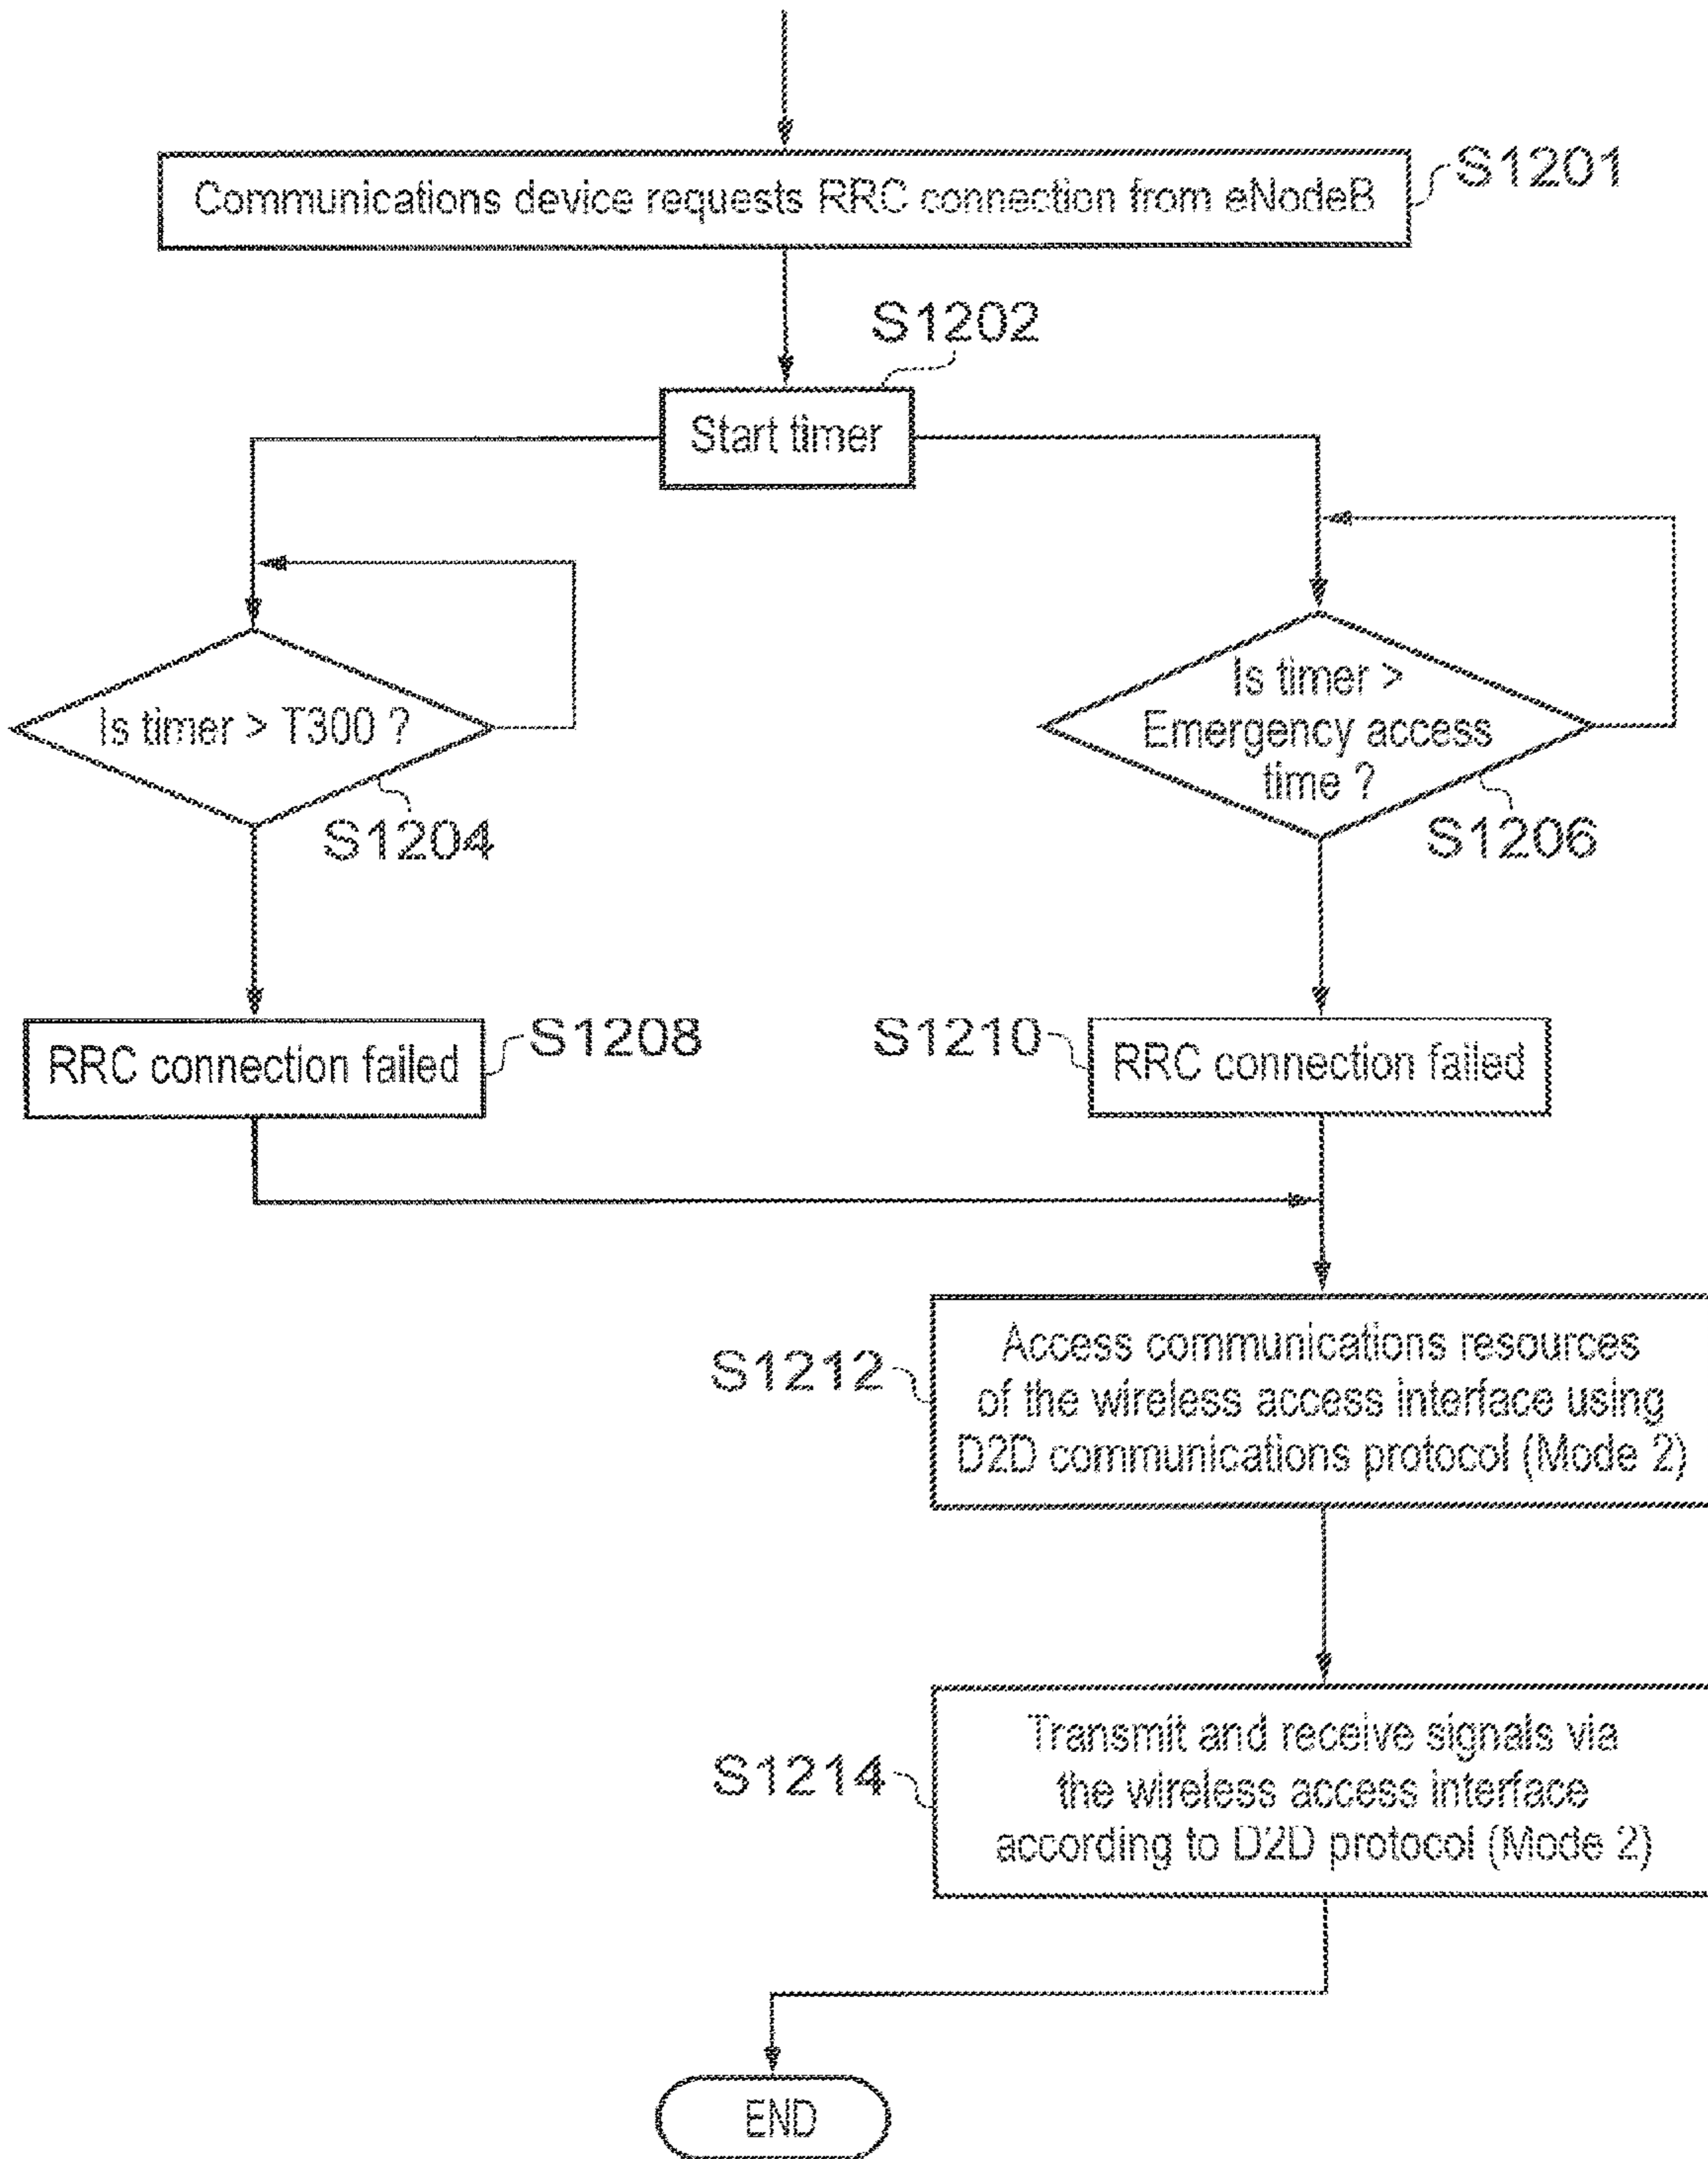 Communications device requests RRC connection from eNodeB
S1201
S1202
Start timer
Is timer > T300 ?
S1204
Is timer >
Emergency access
time ?
S1206
RRC connection failed
S1208
S1210
RRC connection failed
S1212
Access communications resources
of the wireless access interface using
D2D communications protocol (Mode 2)
S1214
Transmit and receive signals via
the wireless access interface
according to D2D protocol (Mode 2)
END